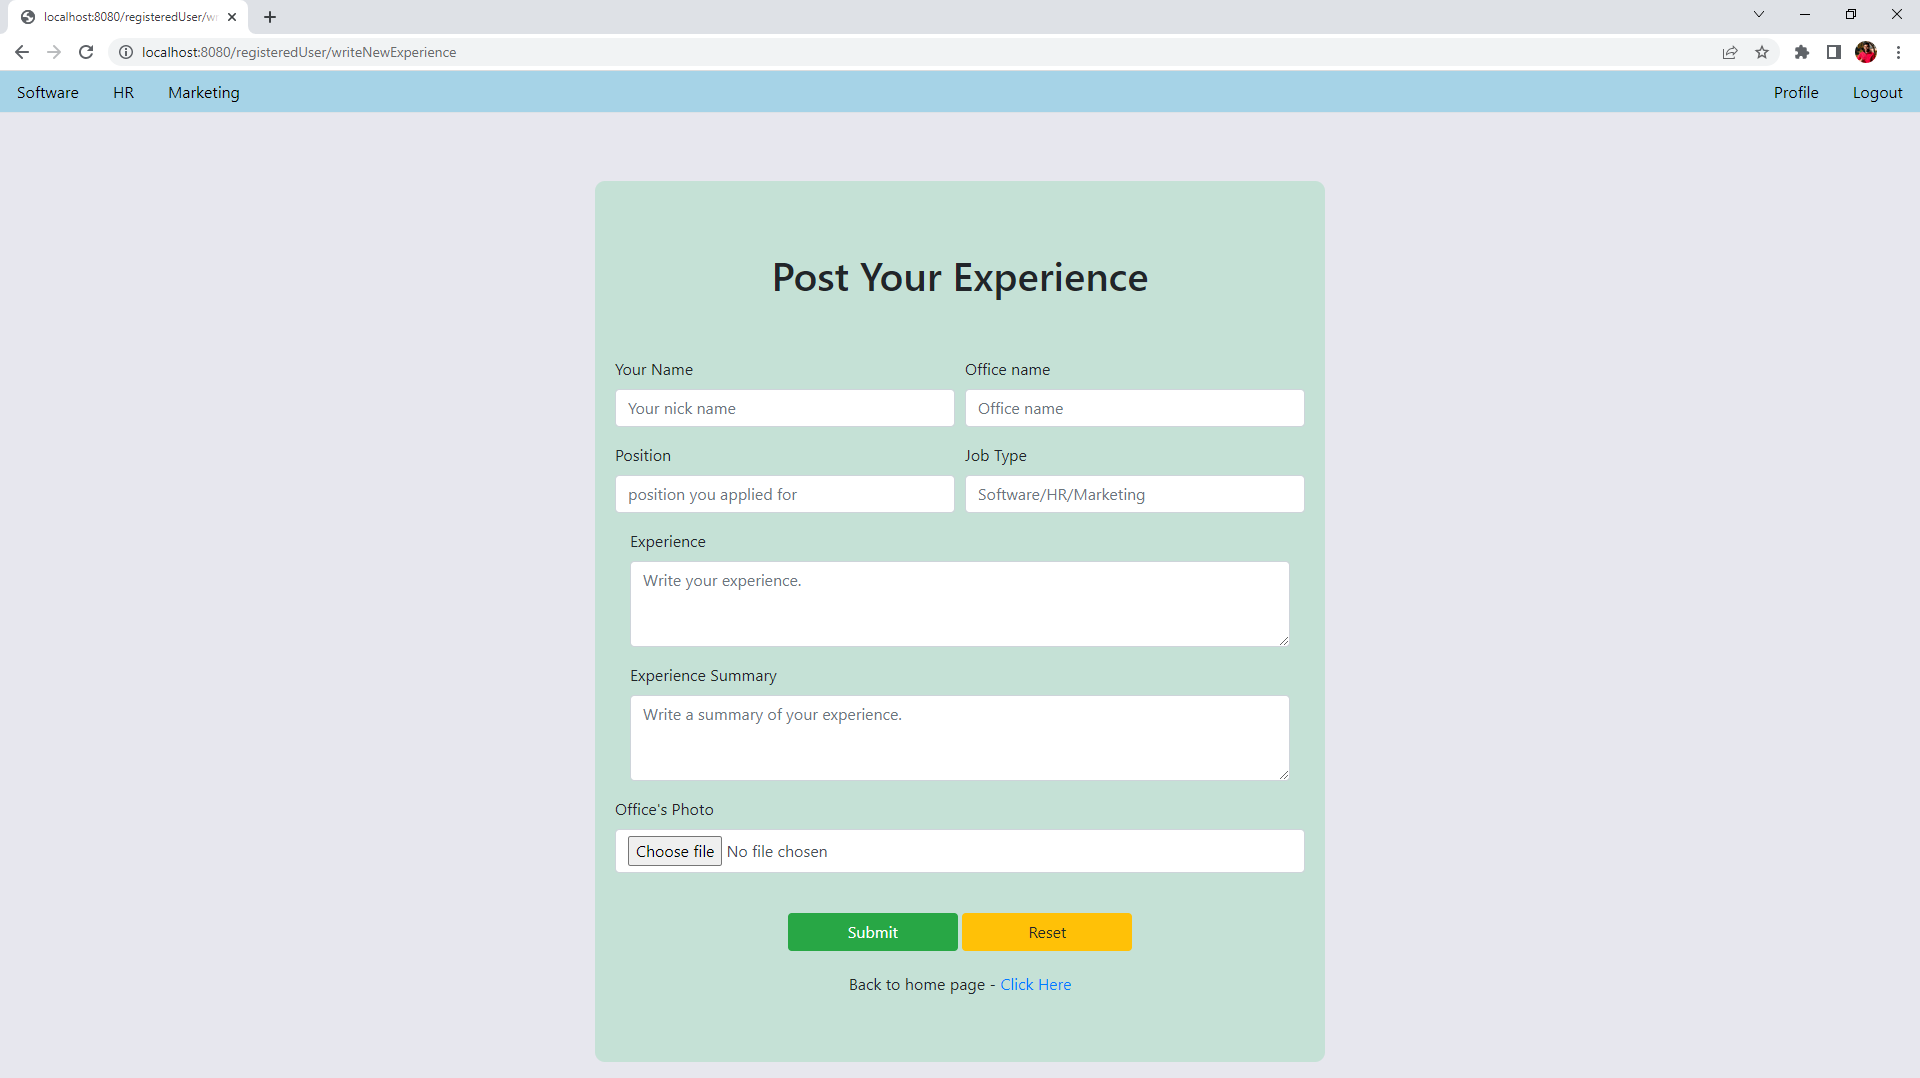 localhost:8080/registeredUser/w
localhost:8080/registeredUser/writeNewExperience
Software HR Marketing Profile Logout
Post Your Experience
Your Name Office name
Your nick name Office name
Position Job Type
position you applied for Software/HR/Marketing
Experience
Write your experience.
Experience Summary
Write a summary of your experience.
Office's Photo
Choose file No file chosen
Submit Reset
Back to home page - Click Here